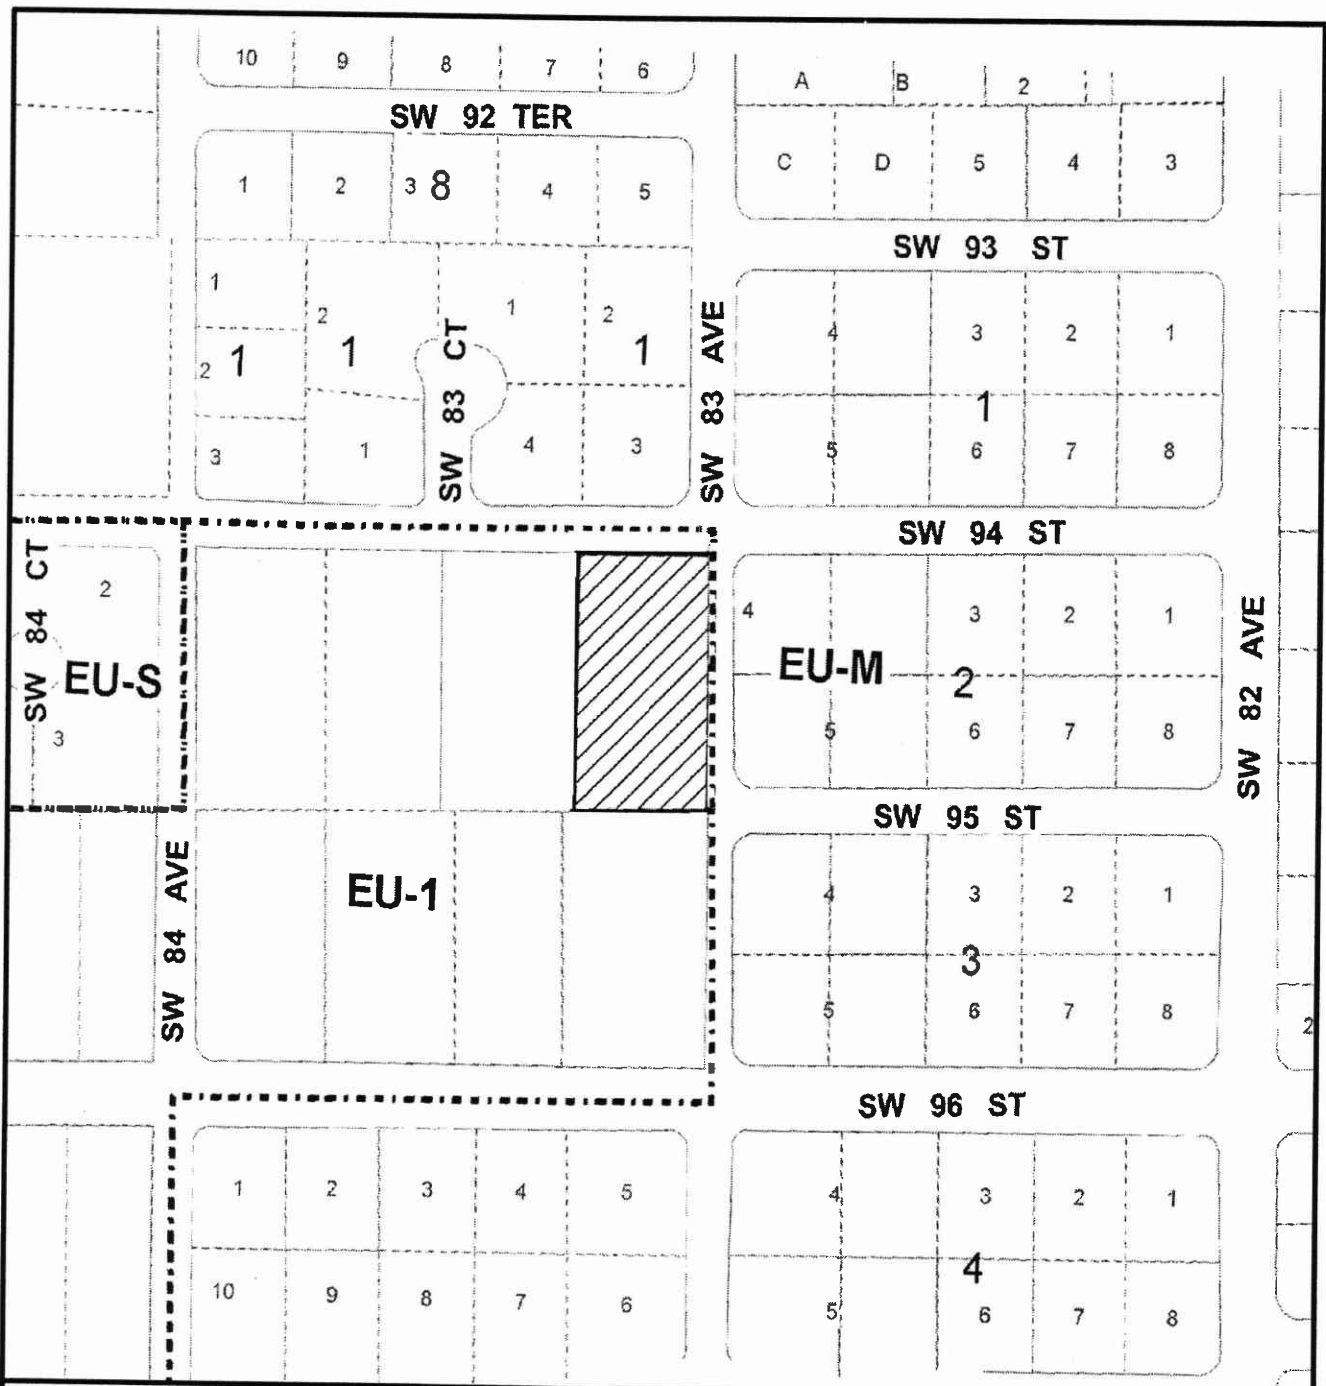 10 9 8 7 6
A B 2
SW 92 TER
C D 5 4 3
1 2 3 8 4 5
SW 93 ST
1 2 1 2
2 1 1 1
3 1 4 3
SW 83 CT
SW 83 AVE
4 3 2 1
1
5 6 7 8
SW 94 ST
SW 84 CT
2
EU-S
3
4 3 2 1
EU-M 2
5 6 7 8
SW 82 AVE
SW 95 ST
SW 84 AVE
EU-1
4 3 2 1
3
5 6 7 8
2
SW 96 ST
1 2 3 4 5
4 3 2 1
4
10 9 8 7 6
5 6 7 8